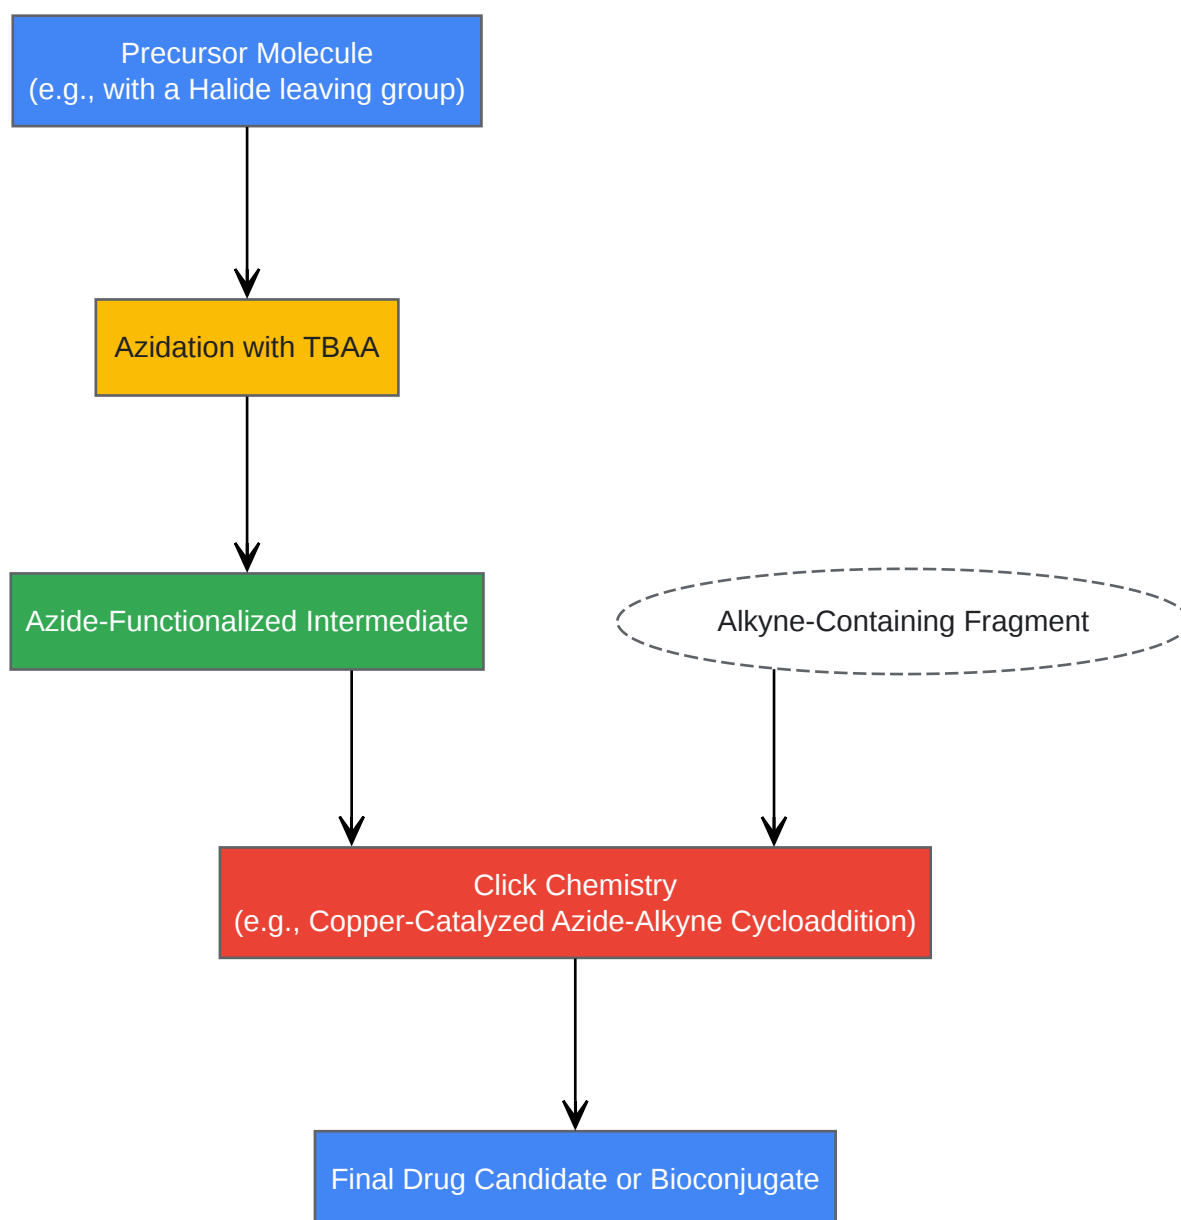 Precursor Molecule
(e.g., with a Halide leaving group)
Azidation with TBAA
Azide-Functionalized Intermediate
Alkyne-Containing Fragment
Click Chemistry
(e.g., Copper-Catalyzed Azide-Alkyne Cycloaddition)
Final Drug Candidate or Bioconjugate